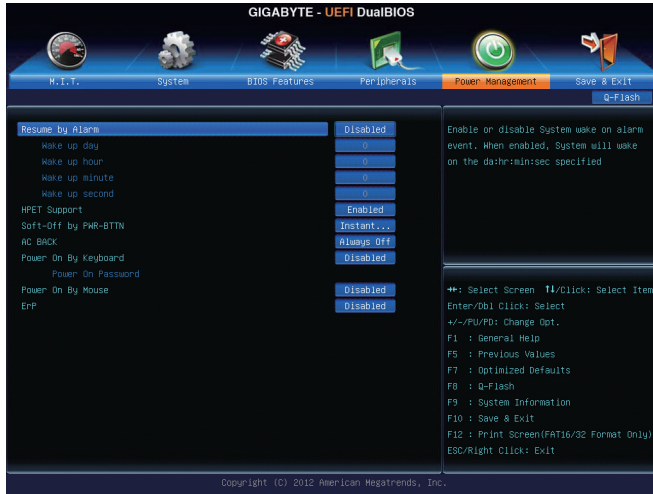 GIGABYTE - UEFI DualBIOS
M.I.T. System BIOS Features Peripherals Power Management Save & Exit
Q-Flash
Resume by Alarm Disabled
Wake up day 0
Wake up hour 0
Wake up minute 0
Wake up second 0
HPET Support Enabled
Soft-Off by PWR-BTTN Instant...
AC BACK Always Off
Power On By Keyboard Disabled
Power On Password
Power On By Mouse Disabled
ErP Disabled
Enable or disable System wake on alarm
event. When enabled, System will wake
on the da:hr:min:sec specified
→←: Select Screen ↑↓/Click: Select Item
Enter/Dbl Click: Select
+/-/PU/PD: Change Opt.
F1 : General Help
F5 : Previous Values
F7 : Optimized Defaults
F8 : Q-Flash
F9 : System Information
F10 : Save & Exit
F12 : Print Screen(FAT16/32 Format Only)
ESC/Right Click: Exit
Copyright (C) 2012 American Megatrends, Inc.